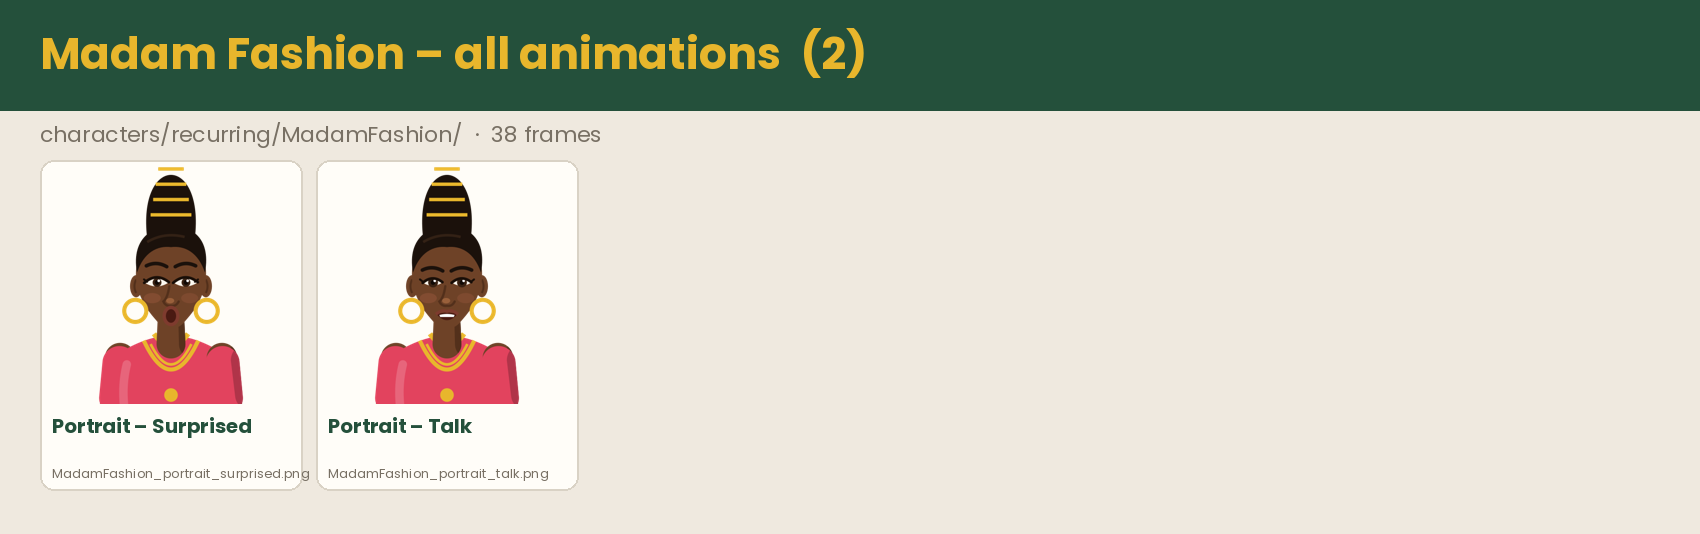 Madam Fashion – all animations (2)
characters/recurring/MadamFashion/ · 38 frames
Portrait – Surprised
MadamFashion_portrait_surprised.png
Portrait – Talk
MadamFashion_portrait_talk.png